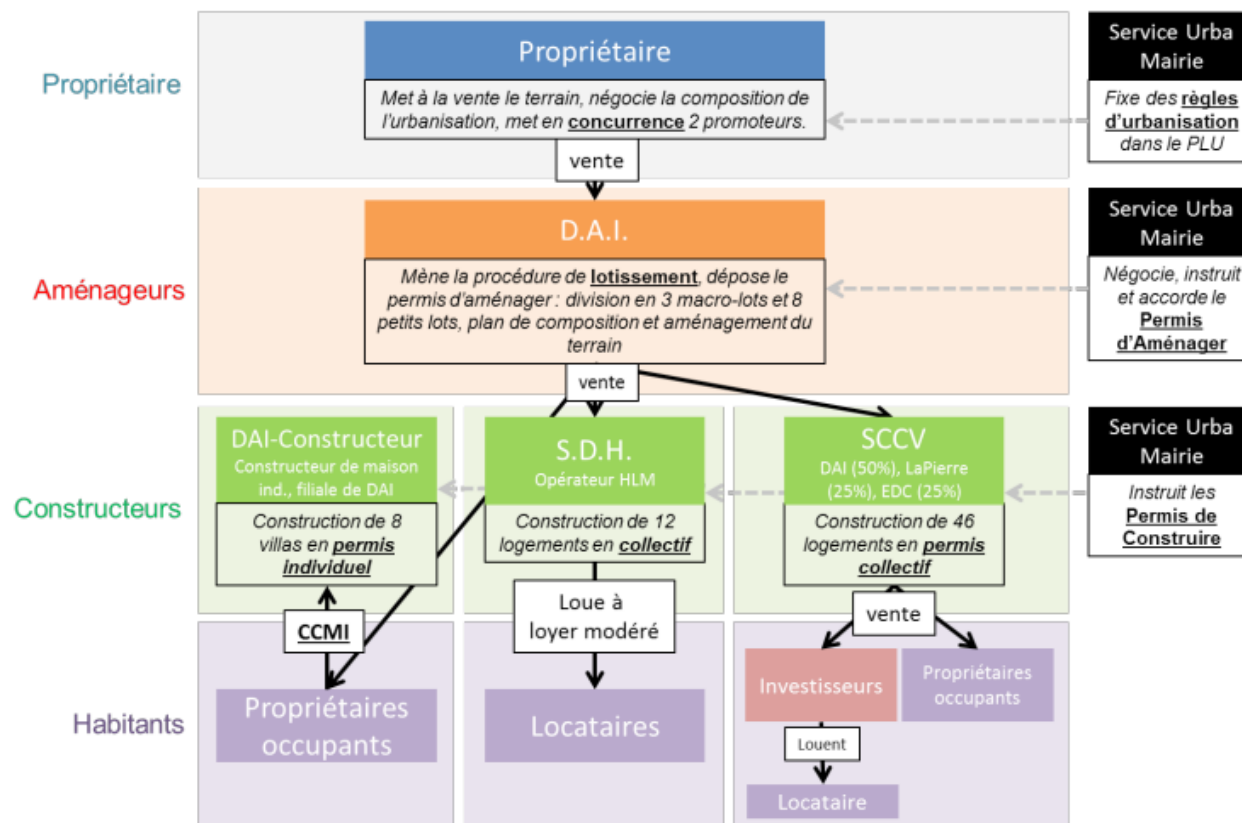 Propriétaire
Propriétaire
Met à la vente le terrain, négocie la composition de
l'urbanisation, met en concurrence 2 promoteurs.
vente
Service Urba
Mairie
Fixe des règles
d'urbanisation
dans le PLU
Aménageurs
D.A.I.
Mène la procédure de lotissement, dépose le
permis d'aménager : division en 3 macro-lots et 8
petits lots, plan de composition et aménagement du
terrain
vente
Service Urba
Mairie
Négocie, instruit
et accorde le
Permis
d'Aménager
Constructeurs
DAI-Constructeur
Constructeur de maison
ind., filiale de DAI
Construction de 8
villas en permis
individuel
CCMI
S.D.H.
Opérateur HLM
Construction de 12
logements en collectif
Loue à
loyer modéré
SCCV
DAI (50%), LaPierre
(25%), EDC (25%)
Construction de 46
logements en permis
collectif
vente
Service Urba
Mairie
Instruit les
Permis de
Construire
Habitants
Propriétaires
occupants
Locataires
Investisseurs
Propriétaires
occupants
Louent
Locataire